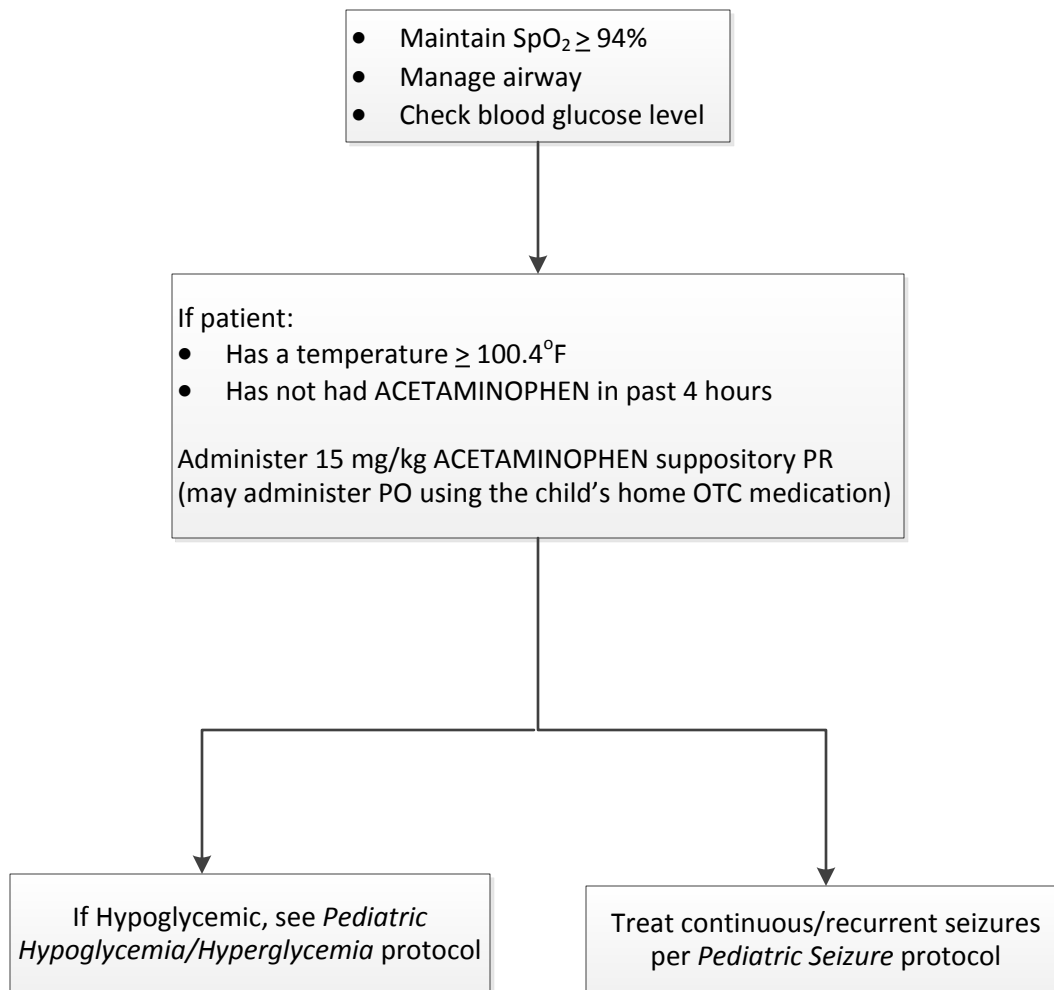 • Maintain SpO₂ ≥ 94%
• Manage airway
• Check blood glucose level
If patient:
• Has a temperature ≥ 100.4°F
• Has not had ACETAMINOPHEN in past 4 hours
Administer 15 mg/kg ACETAMINOPHEN suppository PR
(may administer PO using the child’s home OTC medication)
If Hypoglycemic, see Pediatric
Hypoglycemia/Hyperglycemia protocol
Treat continuous/recurrent seizures
per Pediatric Seizure protocol